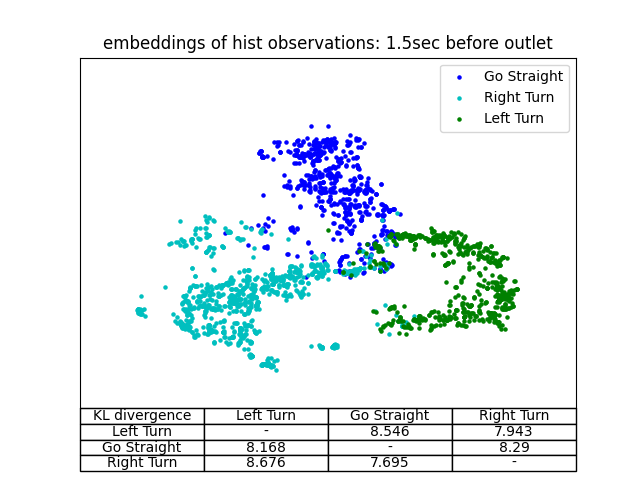 embeddings of hist observations: 1.5sec before outlet
Go Straight
Right Turn
Left Turn
KL divergence Left Turn Go Straight Right Turn
Left Turn - 8.546 7.943
Go Straight 8.168 - 8.29
Right Turn 8.676 7.695 -